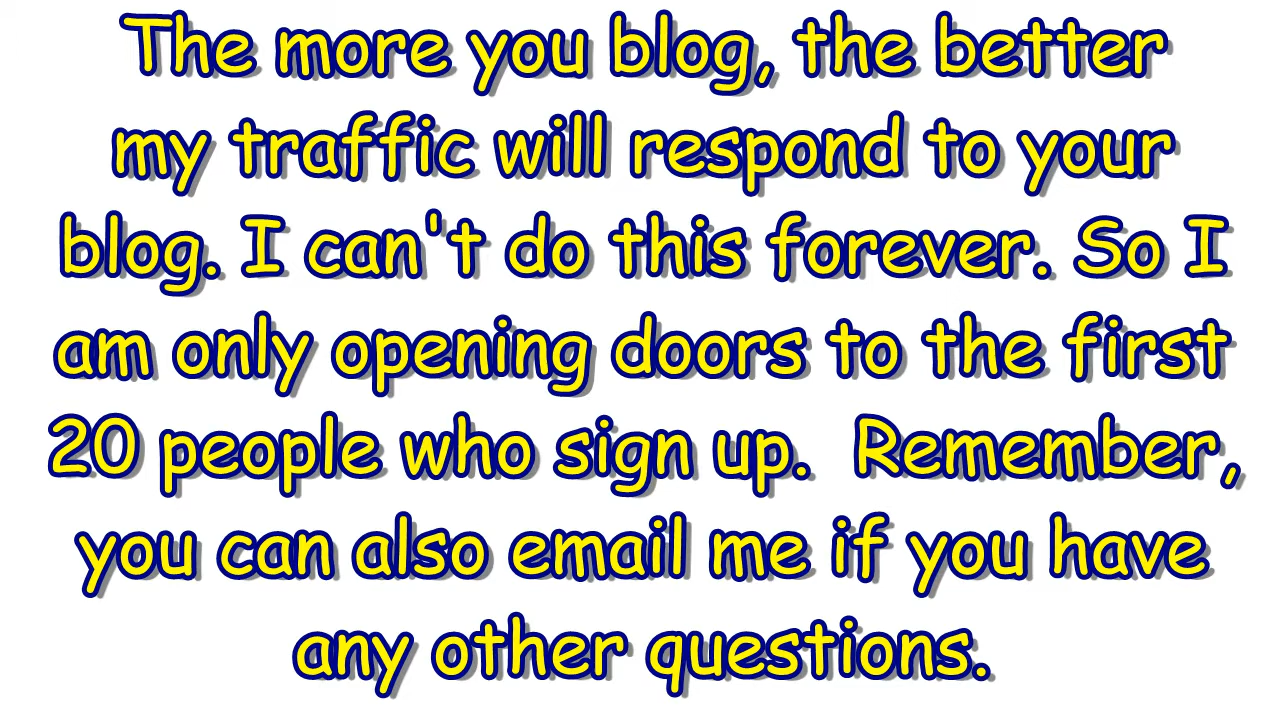 The more you blog, the better
my traffic will respond to your
blog. I can't do this forever. So I
am only opening doors to the first
20 people who sign up.  Remember,
you can also email me if you have
any other questions.